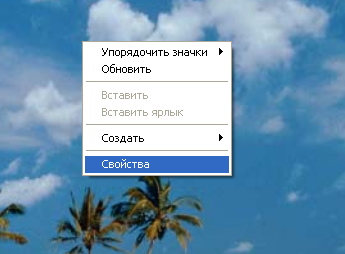 Упорядочить значки
Обновить
Вставить
Вставить ярлык
Создать
Свойства